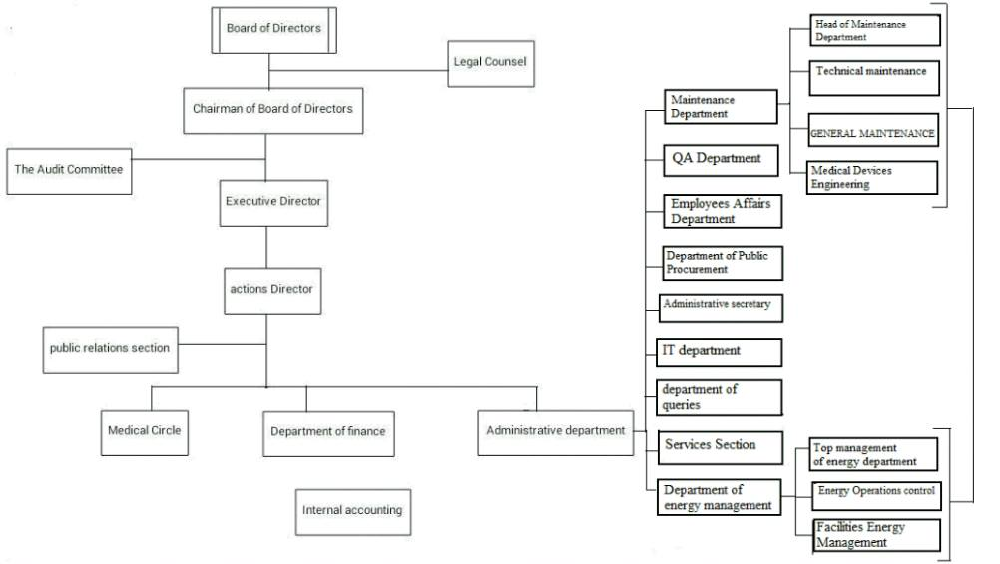 Board of Directors
Legal Counsel
Chairman of Board of Directors
The Audit Committee
Executive Director
actions Director
public relations section
Medical Circle
Department of finance
Administrative department
Internal accounting
Maintenance
Department
QA Department
Employees Affairs
Department
Department of Public
Procurement
Administrative secretary
IT department
department of
queries
Services Section
Department of
energy management
Head of Maintenance
Department
Technical maintenance
GENERAL MAINTENANCE
Medical Devices
Engineering
Top management
of energy department
Energy Operations control
Facilities Energy
Management